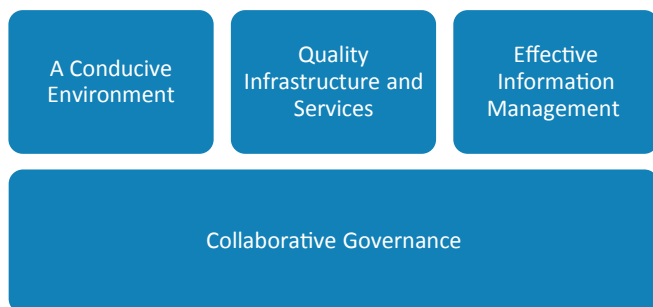 A Conducive
Environment
Quality
Infrastructure and
Services
Effective
Information
Management
Collaborative Governance